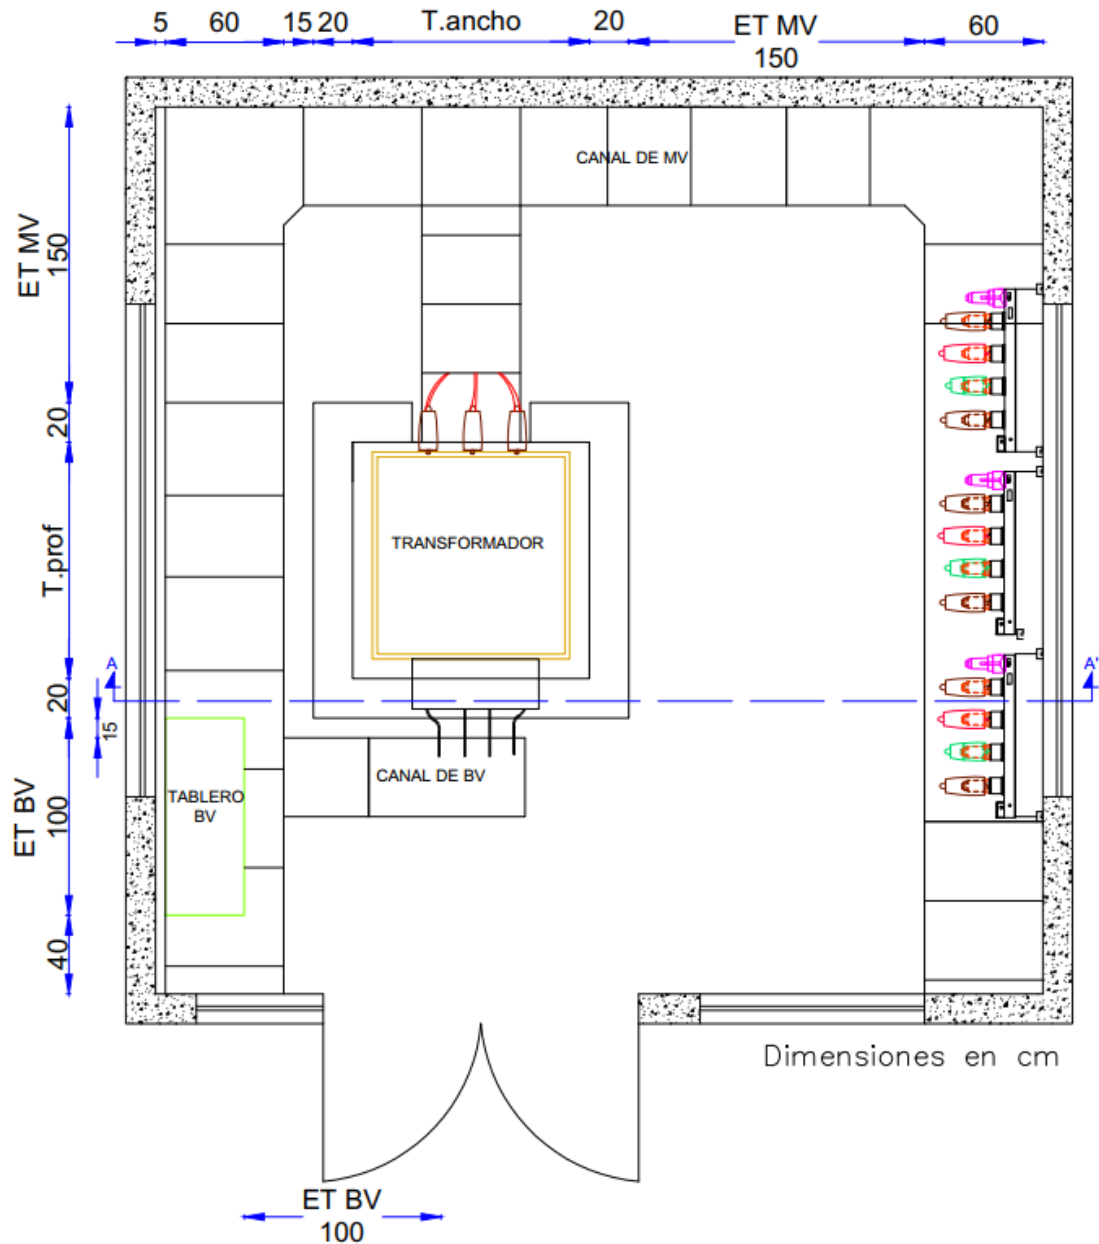 5 60 15 20 T.ancho 20 ET MV 60
150
CANAL DE MV
ET MV
150
20
TRANSFORMADOR
T.prof
A
A'
20
15
CANAL DE BV
TABLERO
BV
ET BV
100
40
Dimensiones en cm
ET BV
100